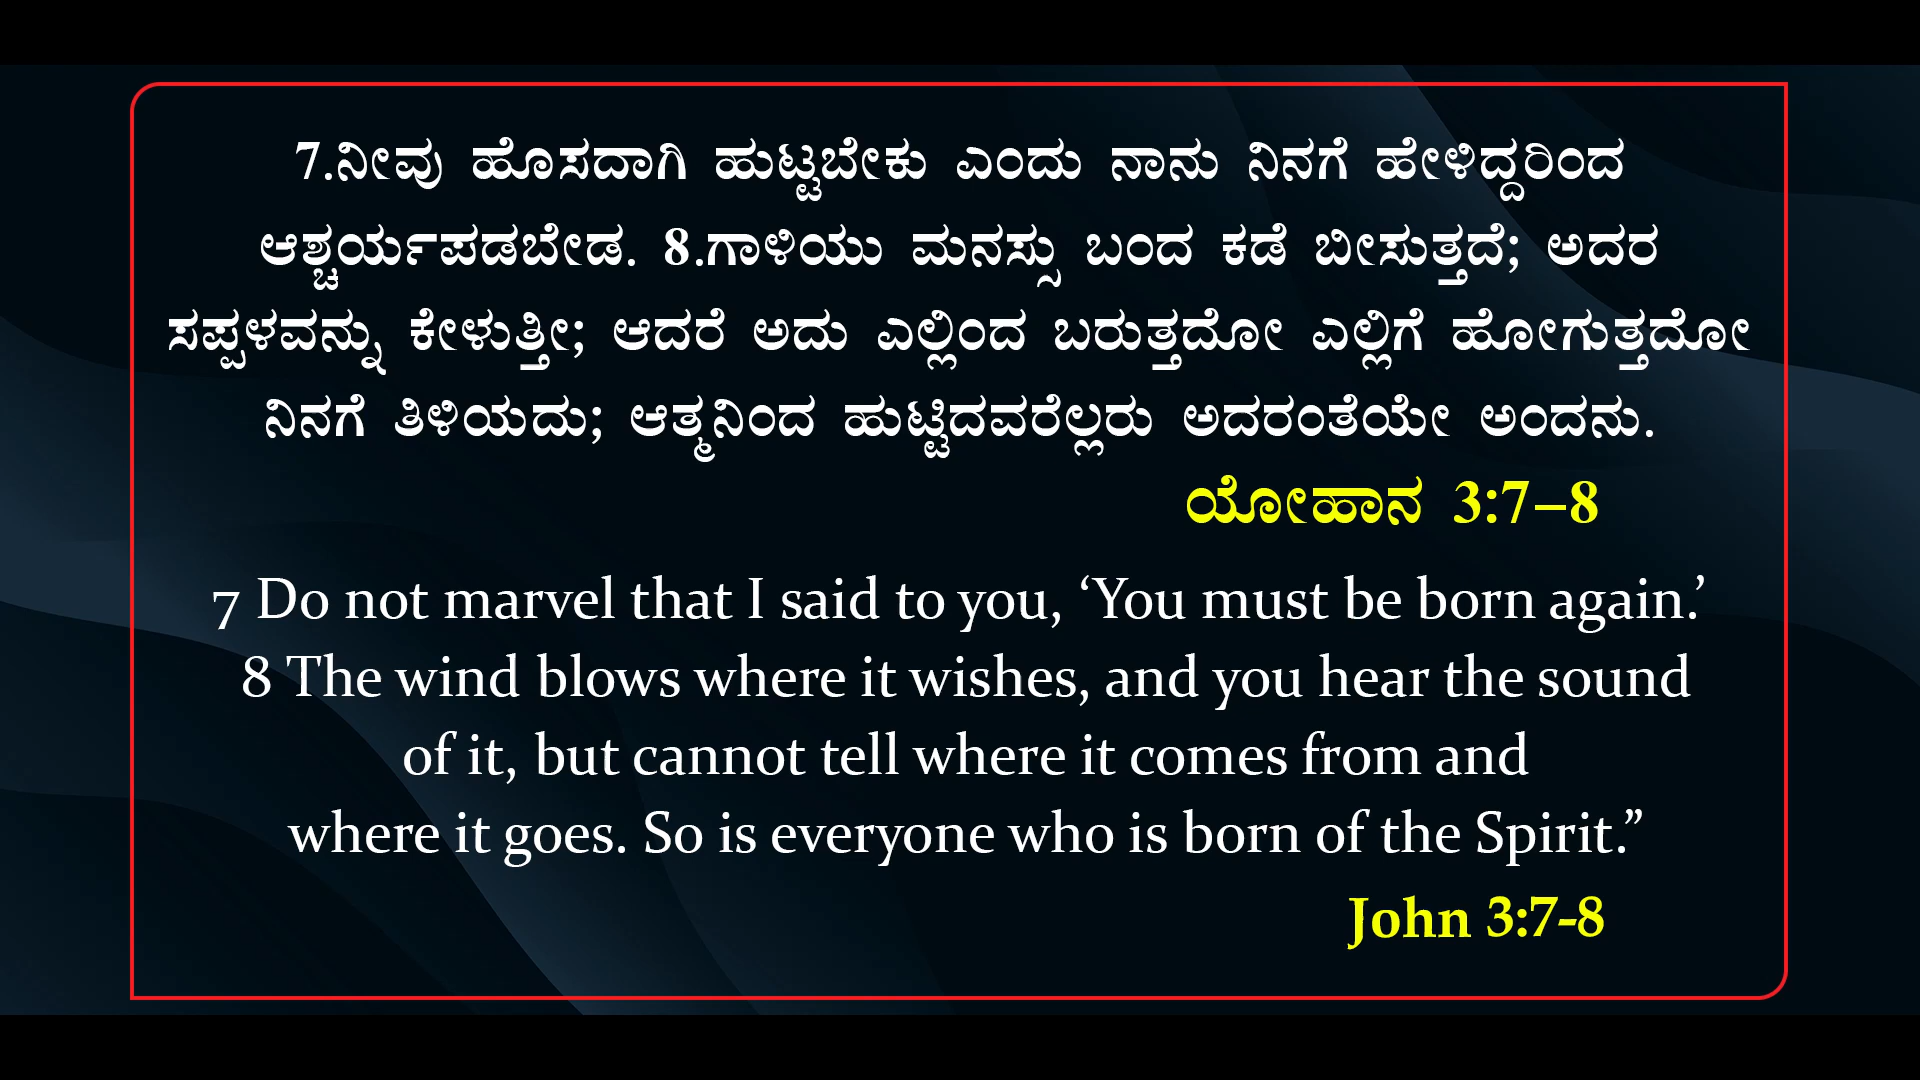 7.ನೀವು ಹೊಸದಾಗಿ ಹುಟ್ಟಬೇಕು ಎಂದು ನಾನು ನಿನಗೆ ಹೇಳಿದ್ದರಿಂದ
ಆಶ್ಚರ್ಯಪಡಬೇಡ. 8.ಗಾಳಿಯು ಮನಸ್ಸು ಬಂದ ಕಡೆ ಬೀಸುತ್ತದೆ; ಅದರ
ಸಪ್ಪಳವನ್ನು ಕೇಳುತ್ತೀ; ಆದರೆ ಅದು ಎಲ್ಲಿಂದ ಬರುತ್ತದೋ ಎಲ್ಲಿಗೆ ಹೋಗುತ್ತದೋ
ನಿನಗೆ ತಿಳಿಯದು; ಆತ್ಮನಿಂದ ಹುಟ್ಟಿದವರೆಲ್ಲರು ಅದರಂತೆಯೇ ಅಂದನು.
ಯೋಹಾನ 3:7–8
7 Do not marvel that I said to you, ‘You must be born again.’
8 The wind blows where it wishes, and you hear the sound
of it, but cannot tell where it comes from and
where it goes. So is everyone who is born of the Spirit.”
John 3:7-8